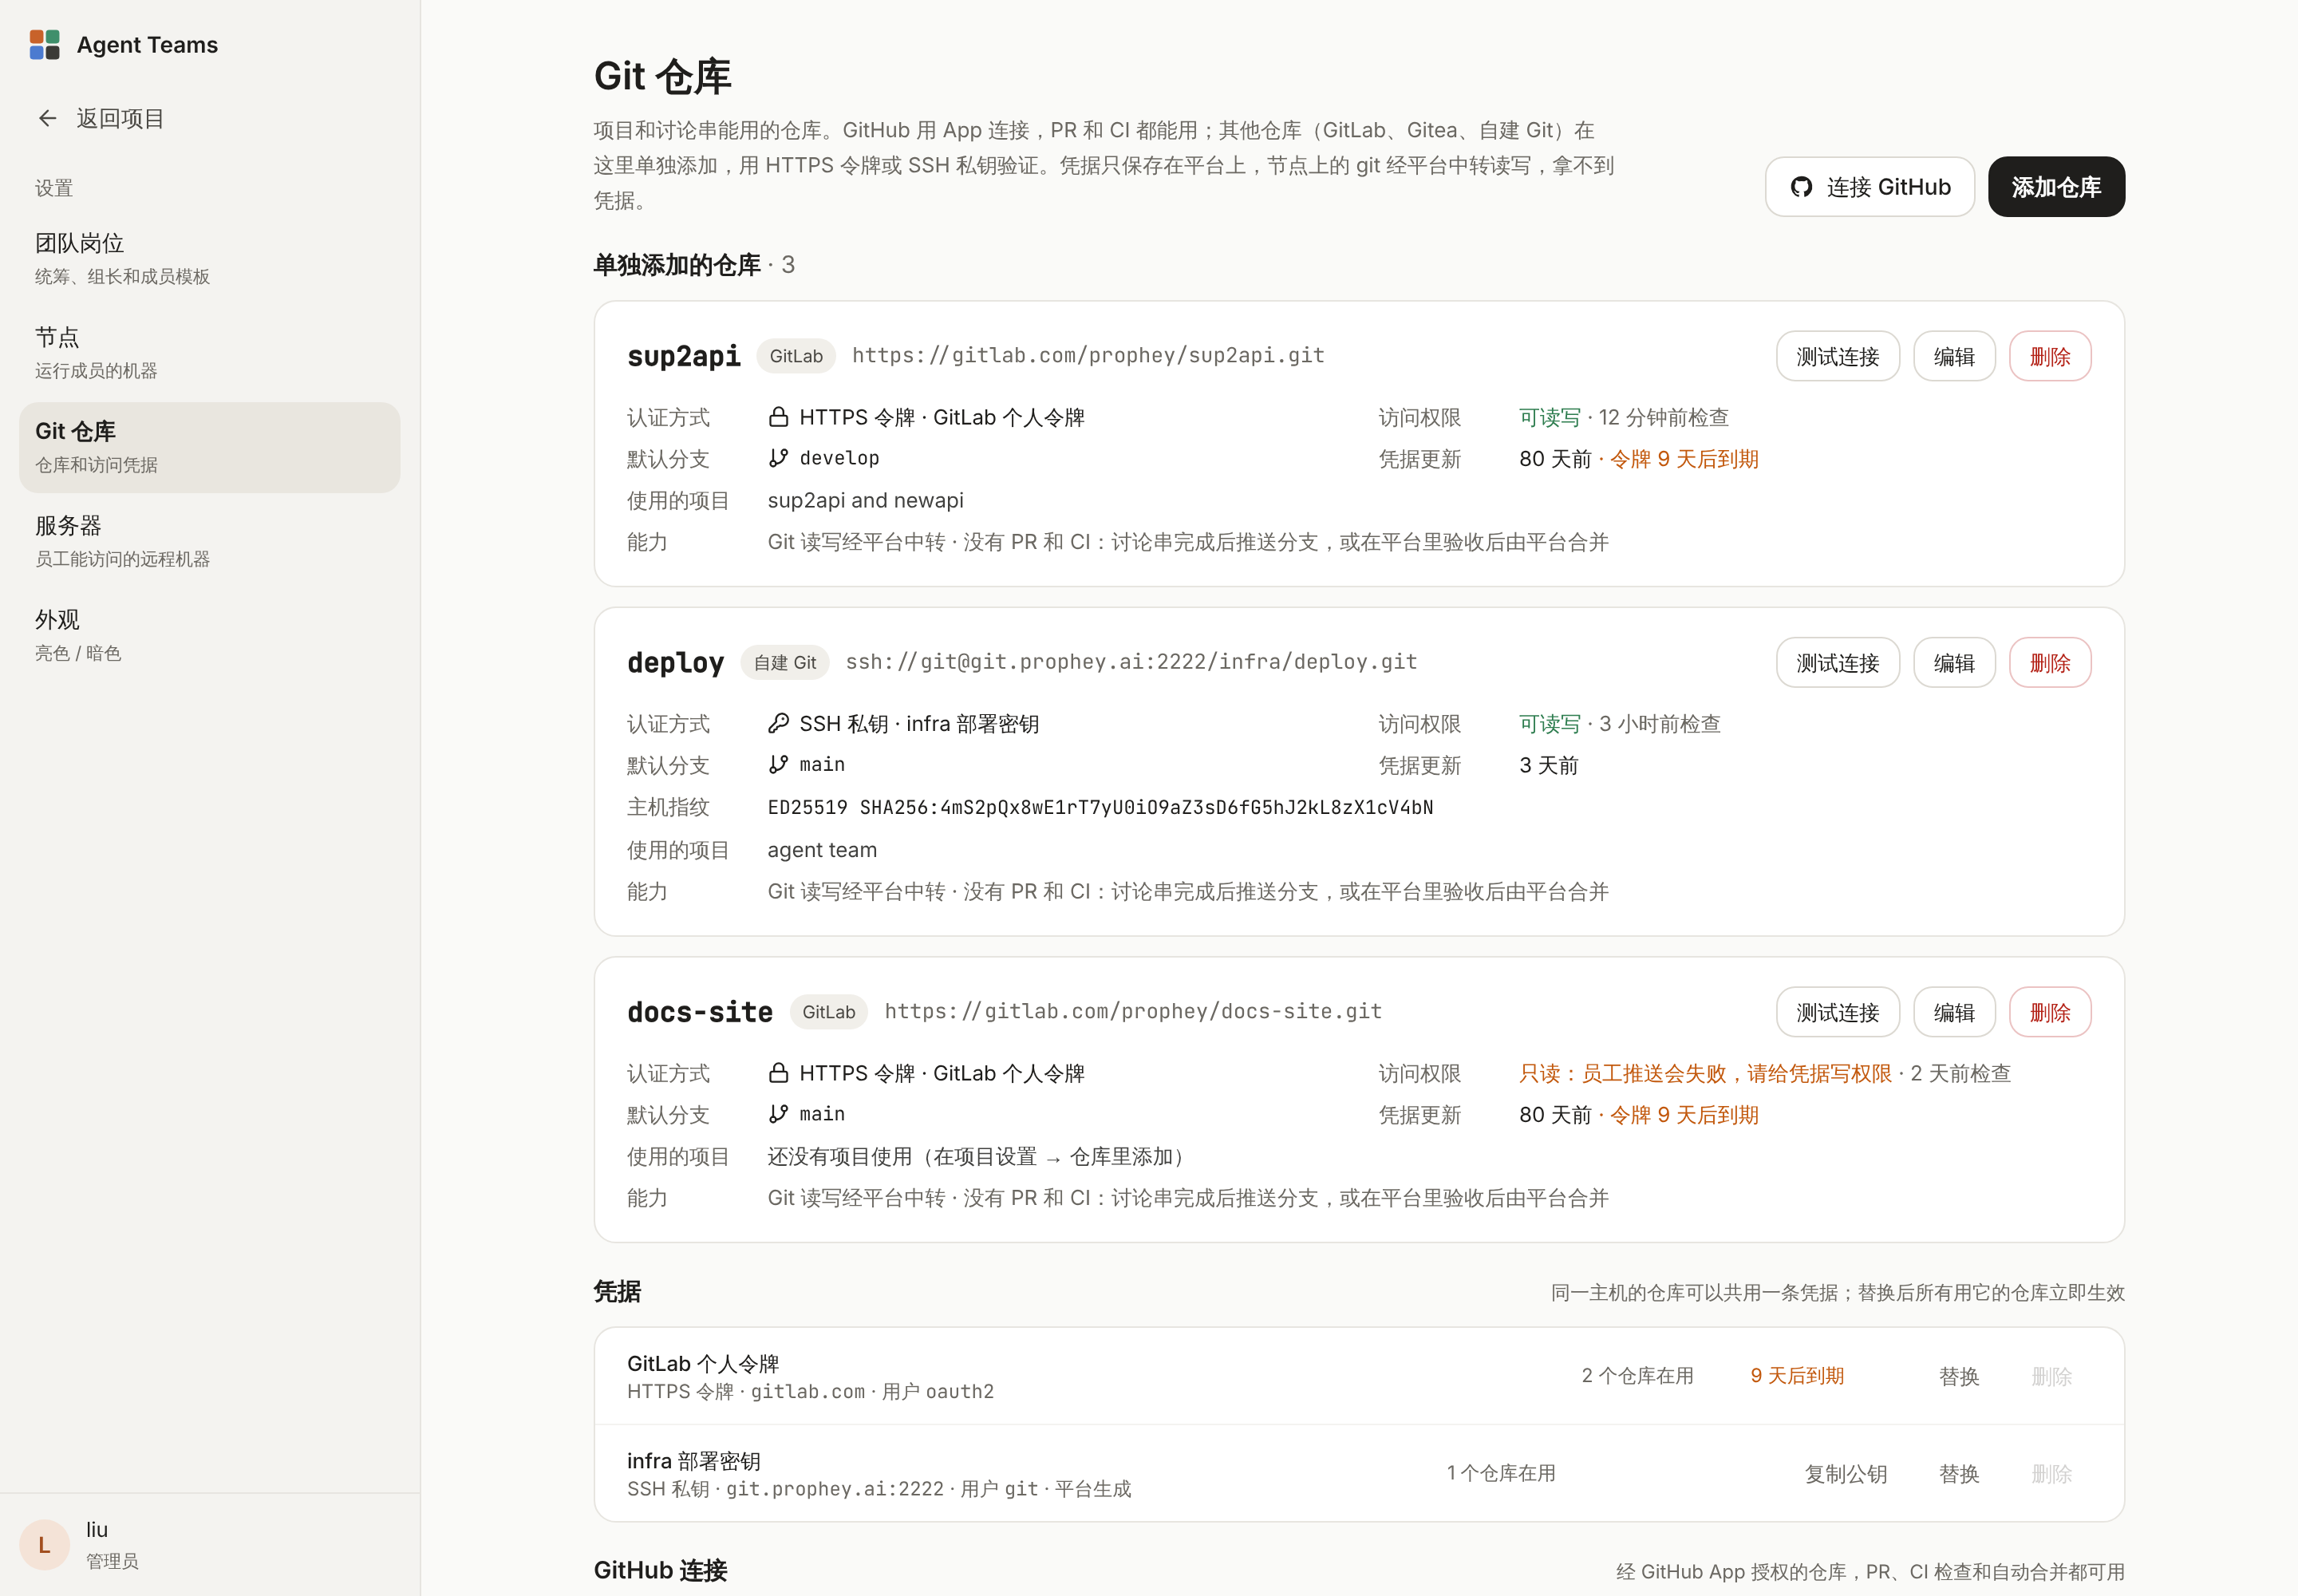 Agent Teams
返回项目
设置
团队岗位
统筹、组长和成员模板
节点
运行成员的机器
Git 仓库
仓库和访问凭据
服务器
员工能访问的远程机器
外观
亮色 / 暗色
L
liu
管理员
Git 仓库
项目和讨论串能用的仓库。GitHub 用 App 连接，PR 和 CI 都能用；其他仓库（GitLab、Gitea、自建 Git）在
这里单独添加，用 HTTPS 令牌或 SSH 私钥验证。凭据只保存在平台上，节点上的 git 经平台中转读写，拿不到
凭据。
连接 GitHub
添加仓库
单独添加的仓库 · 3
sup2api GitLab https://gitlab.com/prophey/sup2api.git 测试连接 编辑 删除
认证方式 HTTPS 令牌 · GitLab 个人令牌 访问权限 可读写 · 12 分钟前检查
默认分支 develop 凭据更新 80 天前 · 令牌 9 天后到期
使用的项目 sup2api and newapi
能力 Git 读写经平台中转 · 没有 PR 和 CI：讨论串完成后推送分支，或在平台里验收后由平台合并
deploy 自建 Git ssh://git@git.prophey.ai:2222/infra/deploy.git 测试连接 编辑 删除
认证方式 SSH 私钥 · infra 部署密钥 访问权限 可读写 · 3 小时前检查
默认分支 main 凭据更新 3 天前
主机指纹 ED25519 SHA256:4mS2pQx8wE1rT7yU0iO9aZ3sD6fG5hJ2kL8zX1cV4bN
使用的项目 agent team
能力 Git 读写经平台中转 · 没有 PR 和 CI：讨论串完成后推送分支，或在平台里验收后由平台合并
docs-site GitLab https://gitlab.com/prophey/docs-site.git 测试连接 编辑 删除
认证方式 HTTPS 令牌 · GitLab 个人令牌 访问权限 只读：员工推送会失败，请给凭据写权限 · 2 天前检查
默认分支 main 凭据更新 80 天前 · 令牌 9 天后到期
使用的项目 还没有项目使用（在项目设置 → 仓库里添加）
能力 Git 读写经平台中转 · 没有 PR 和 CI：讨论串完成后推送分支，或在平台里验收后由平台合并
凭据 同一主机的仓库可以共用一条凭据；替换后所有用它的仓库立即生效
GitLab 个人令牌
HTTPS 令牌 · gitlab.com · 用户 oauth2
2 个仓库在用 9 天后到期 替换 删除
infra 部署密钥
SSH 私钥 · git.prophey.ai:2222 · 用户 git · 平台生成
1 个仓库在用 复制公钥 替换 删除
GitHub 连接 经 GitHub App 授权的仓库，PR、CI 检查和自动合并都可用